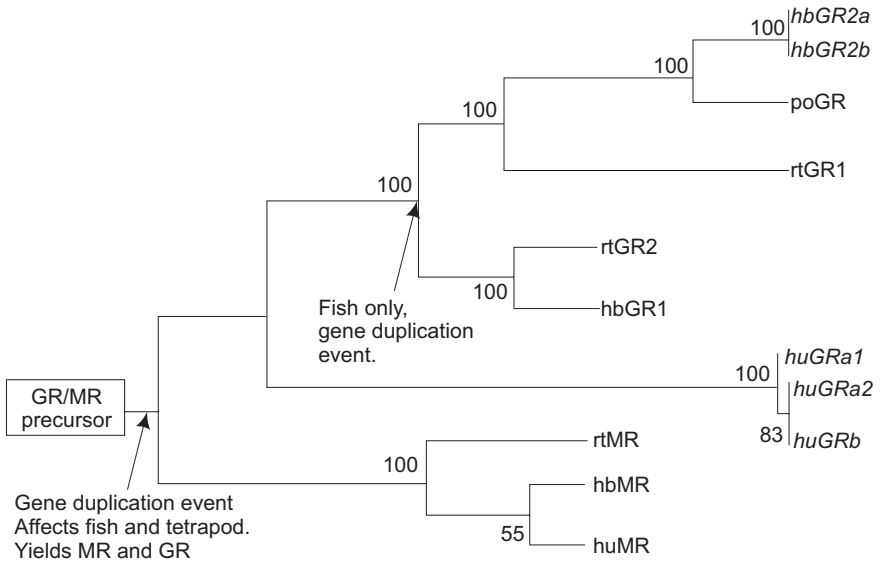 hbGR2a
100
hbGR2b
100
poGR
100
rtGR1
100
rtGR2
100
hbGR1
Fish only,
gene duplication
event.
huGRa1
100
huGRa2
83
huGRb
GR/MR
precursor
rtMR
100
hbMR
55
huMR
Gene duplication event
Affects fish and tetrapod.
Yields MR and GR